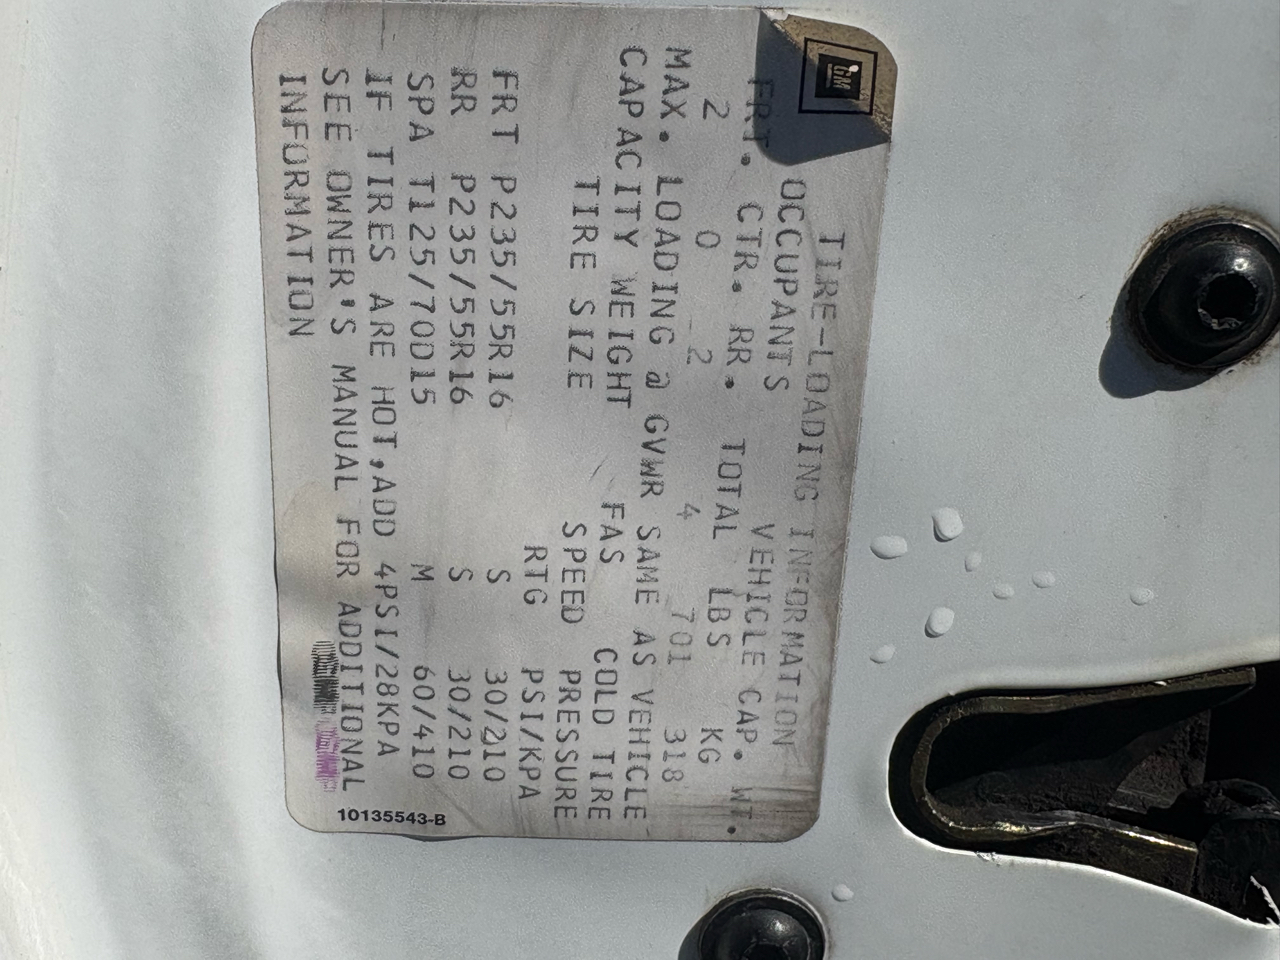 GM
TIRE-LOADING INFORMATION
OCCUPANTS VEHICLE CAP. WT.
FRT. CTR. RR. TOTAL LBS KG
2 0 2 4 701 318
MAX. LOADING @ GVWR SAME AS VEHICLE
CAPACITY WEIGHT FAS COLD TIRE
TIRE SIZE SPEED PRESSURE
RTG PSI/KPA
FRT P235/55R16 S 30/210
RR P235/55R16 S 30/210
SPA T125/70D15 M 60/410
IF TIRES ARE HOT,ADD 4PSI/28KPA
SEE OWNER'S MANUAL FOR ADDITIONAL
INFORMATION
10135543-B